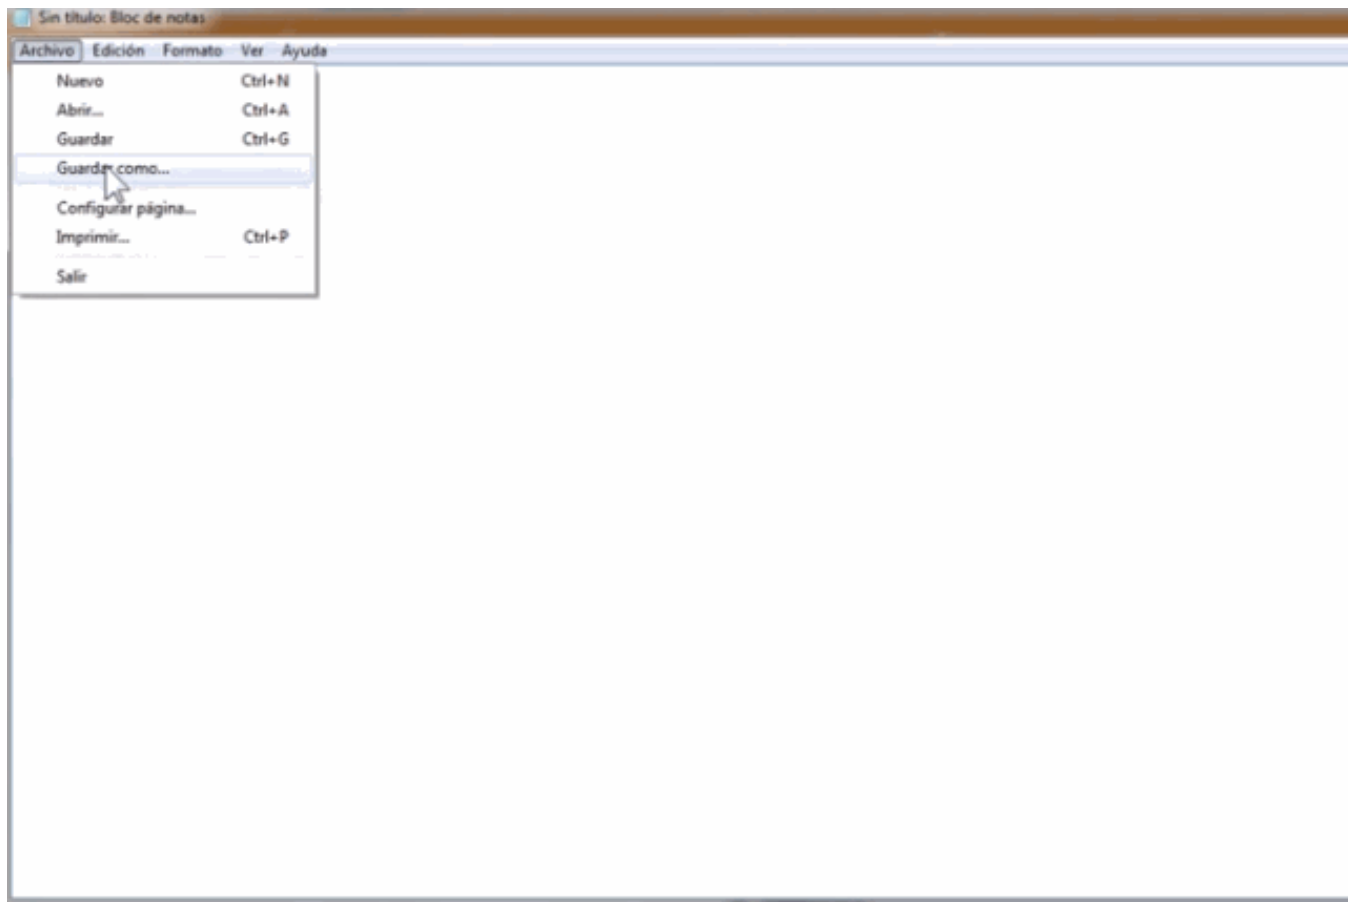 Sin título: Bloc de notas
Archivo Edición Formato Ver Ayuda
Nuevo Ctrl+N
Abrir... Ctrl+A
Guardar Ctrl+G
Guardar como...
Configurar página...
Imprimir... Ctrl+P
Salir